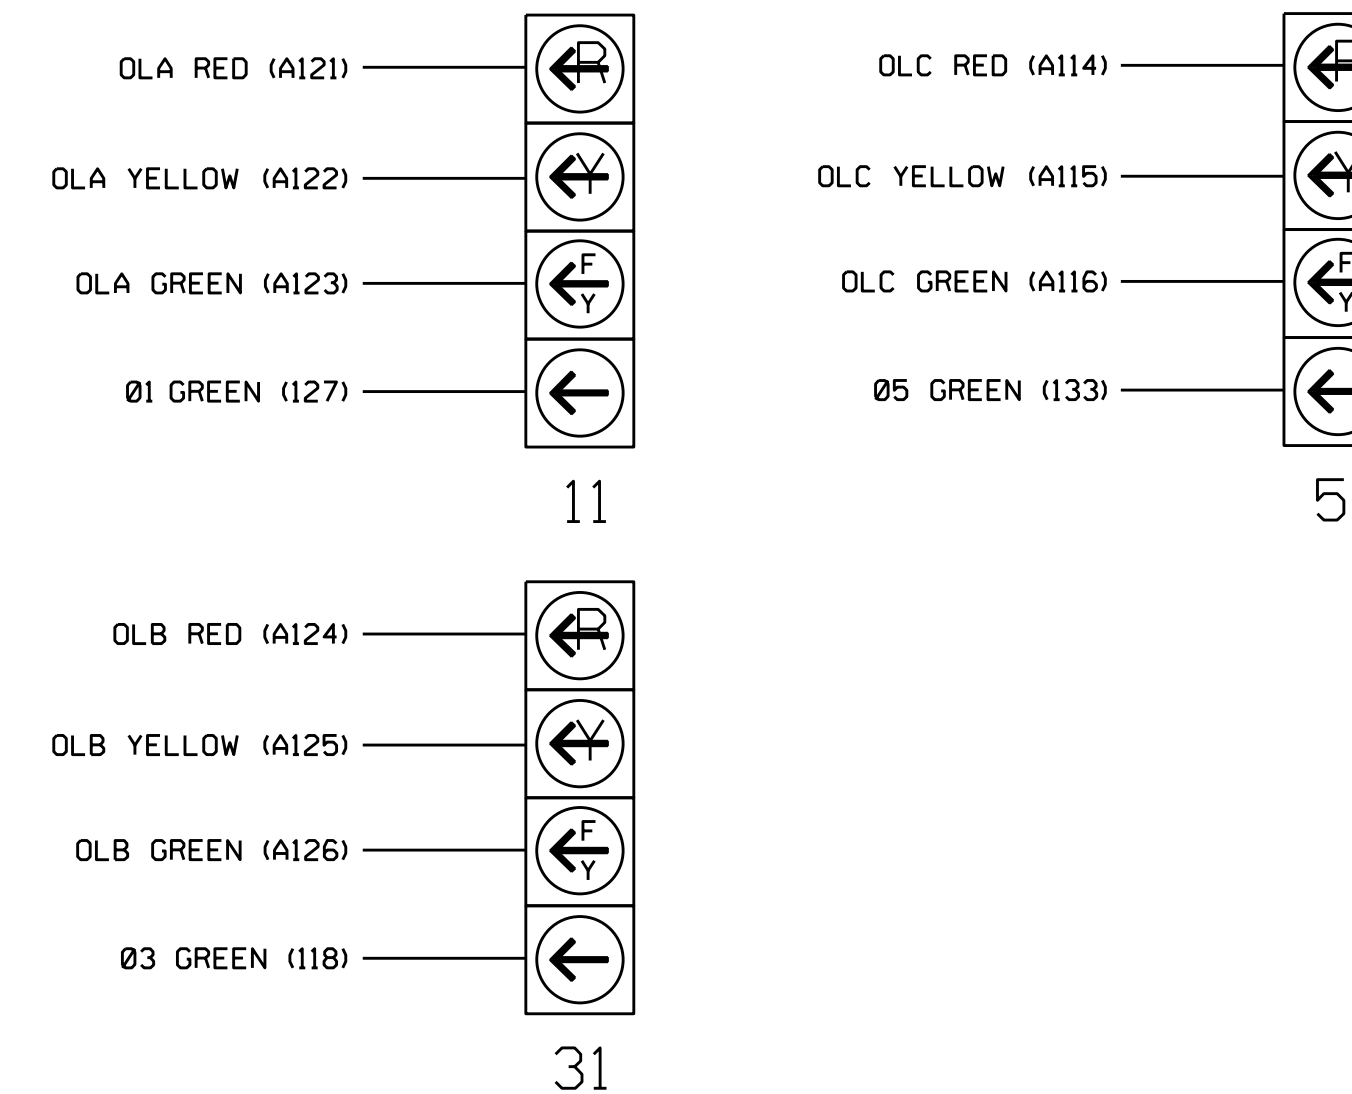 OLA RED (A121)
R
OLA YELLOW (A122)
Y
OLA GREEN (A123)
F
Y
Ø1 GREEN (127)
11
OLC RED (A114)
OLC YELLOW (A115)
OLC GREEN (A116)
F
Y
Ø5 GREEN (133)
5
OLB RED (A124)
R
OLB YELLOW (A125)
Y
OLB GREEN (A126)
F
Y
Ø3 GREEN (118)
31